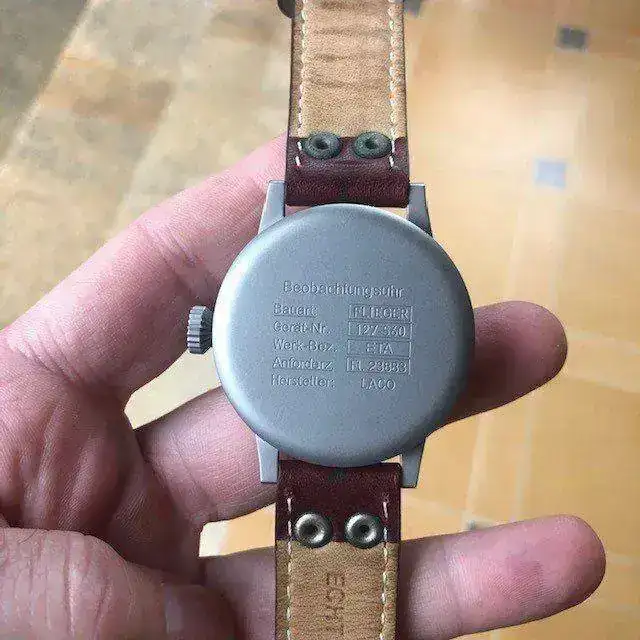 Beobachtungsuhr
Bauart FLIEGER
Gerät-Nr. 127-560
Werk-Bez. ETA
Anforderz. FL 23883
Hersteller: LACO
ECHT